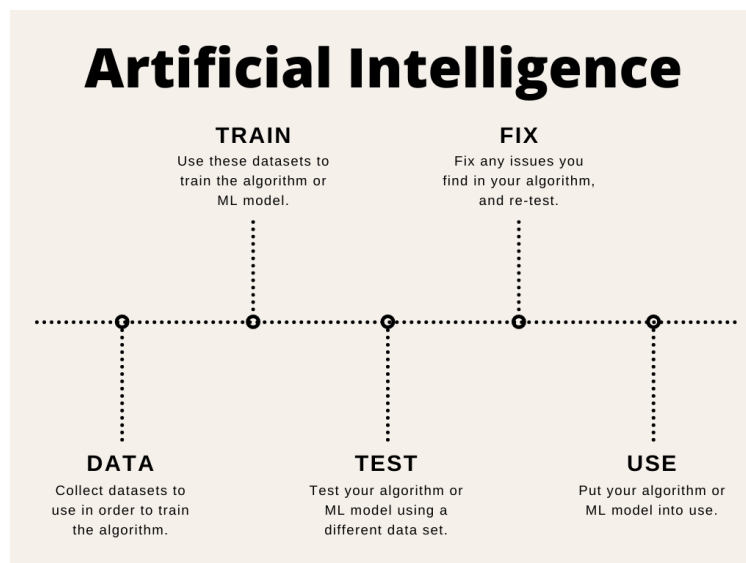 Artificial Intelligence
TRAIN
Use these datasets to
train the algorithm or
ML model.
FIX
Fix any issues you
find in your algorithm,
and re-test.
DATA
Collect datasets to
use in order to train
the algorithm.
TEST
Test your algorithm or
ML model using a
different data set.
USE
Put your algorithm or
ML model into use.